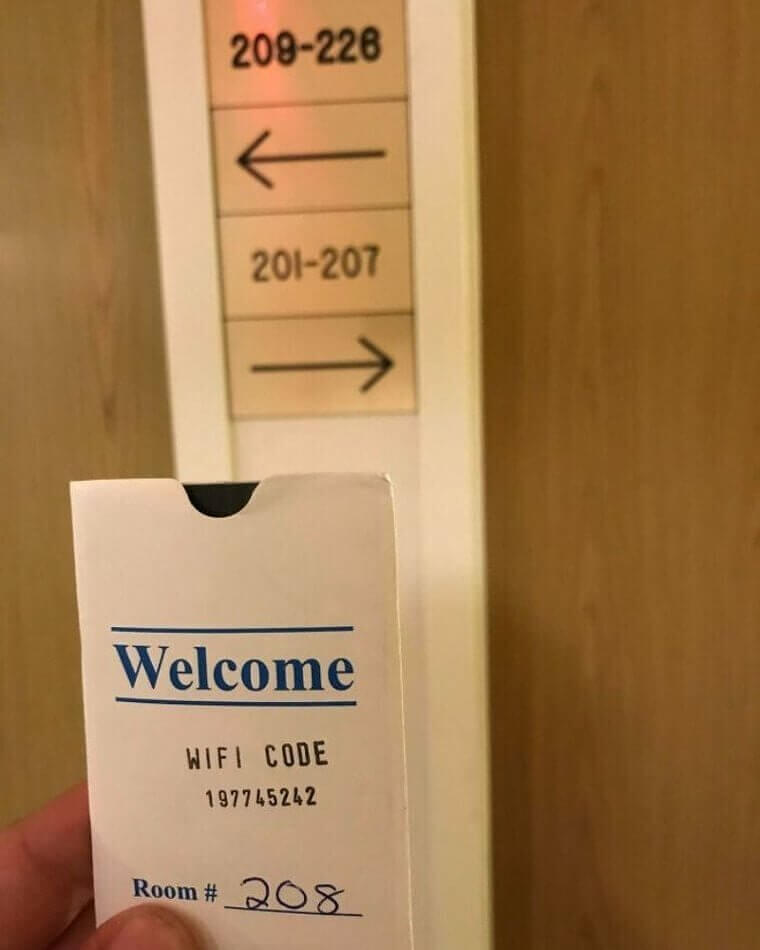 209-226
←
201-207
→
Welcome
WIFI CODE
197745242
Room # 208